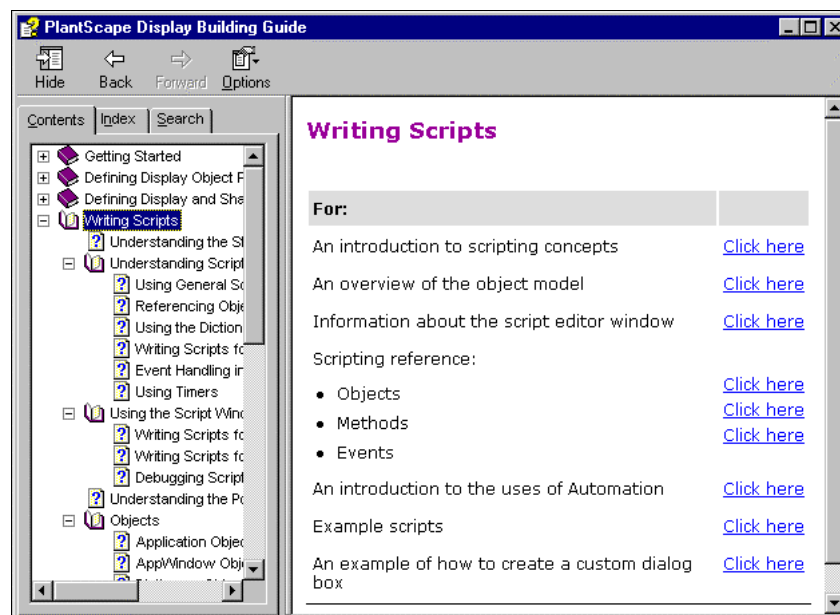 PlantScape Display Building Guide
Hide Back Forward Options
Contents Index Search
Getting Started
Defining Display Object
Defining Display and Sha
Writing Scripts
Understanding the
Understanding Script
Using General
Referencing Obje
Using the Diction
Writing Scripts fo
Event Handling in
Using Timers
Using the Script Wind
Writing Scripts fo
Writing Scripts fo
Debugging Script
Understanding the
Objects
Application Objec
AppWindow Obj
Writing Scripts
For:
An introduction to scripting concepts Click here
An overview of the object model Click here
Information about the script editor window Click here
Scripting reference:
• Objects Click here
• Methods Click here
• Events Click here
An introduction to the uses of Automation Click here
Example scripts Click here
An example of how to create a custom dialog Click here
box